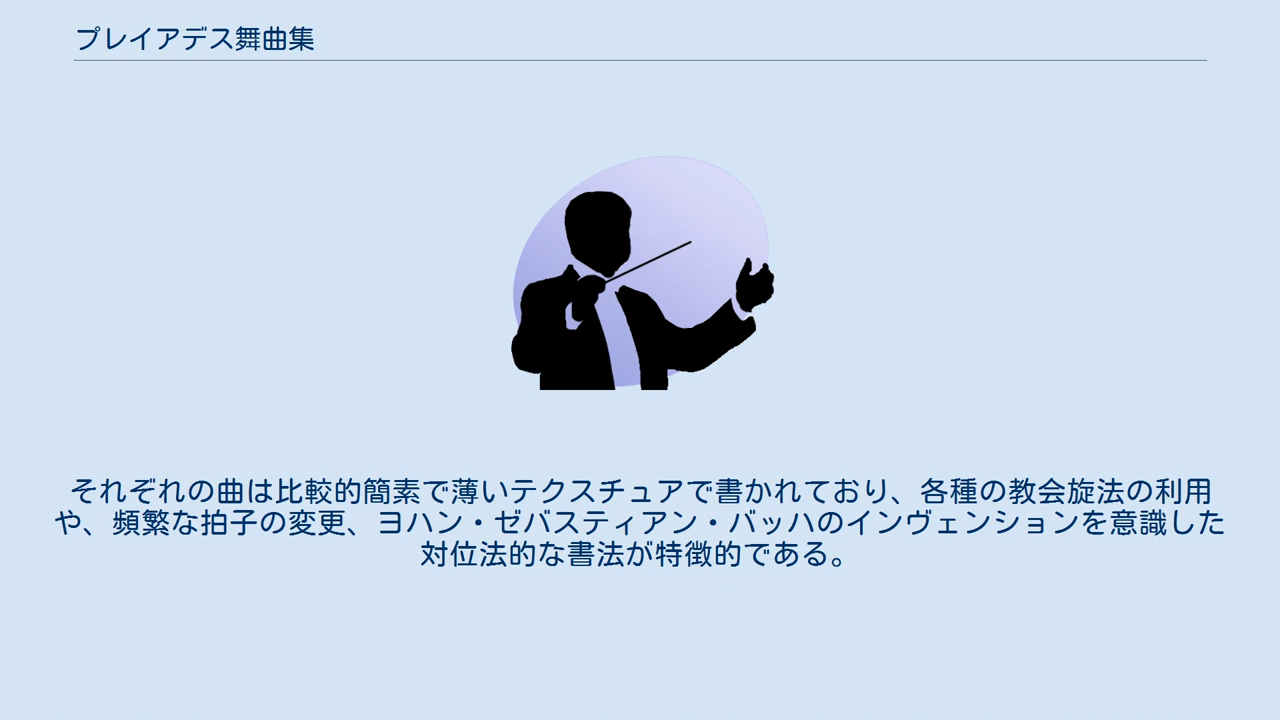 プレイアデス舞曲集
それぞれの曲は比較的簡素で薄いテクスチュアで書かれており、各種の教会旋法の利用
や、頻繁な拍子の変更、ヨハン・ゼバスティアン・バッハのインヴェンションを意識した
対位法的な書法が特徴的である。